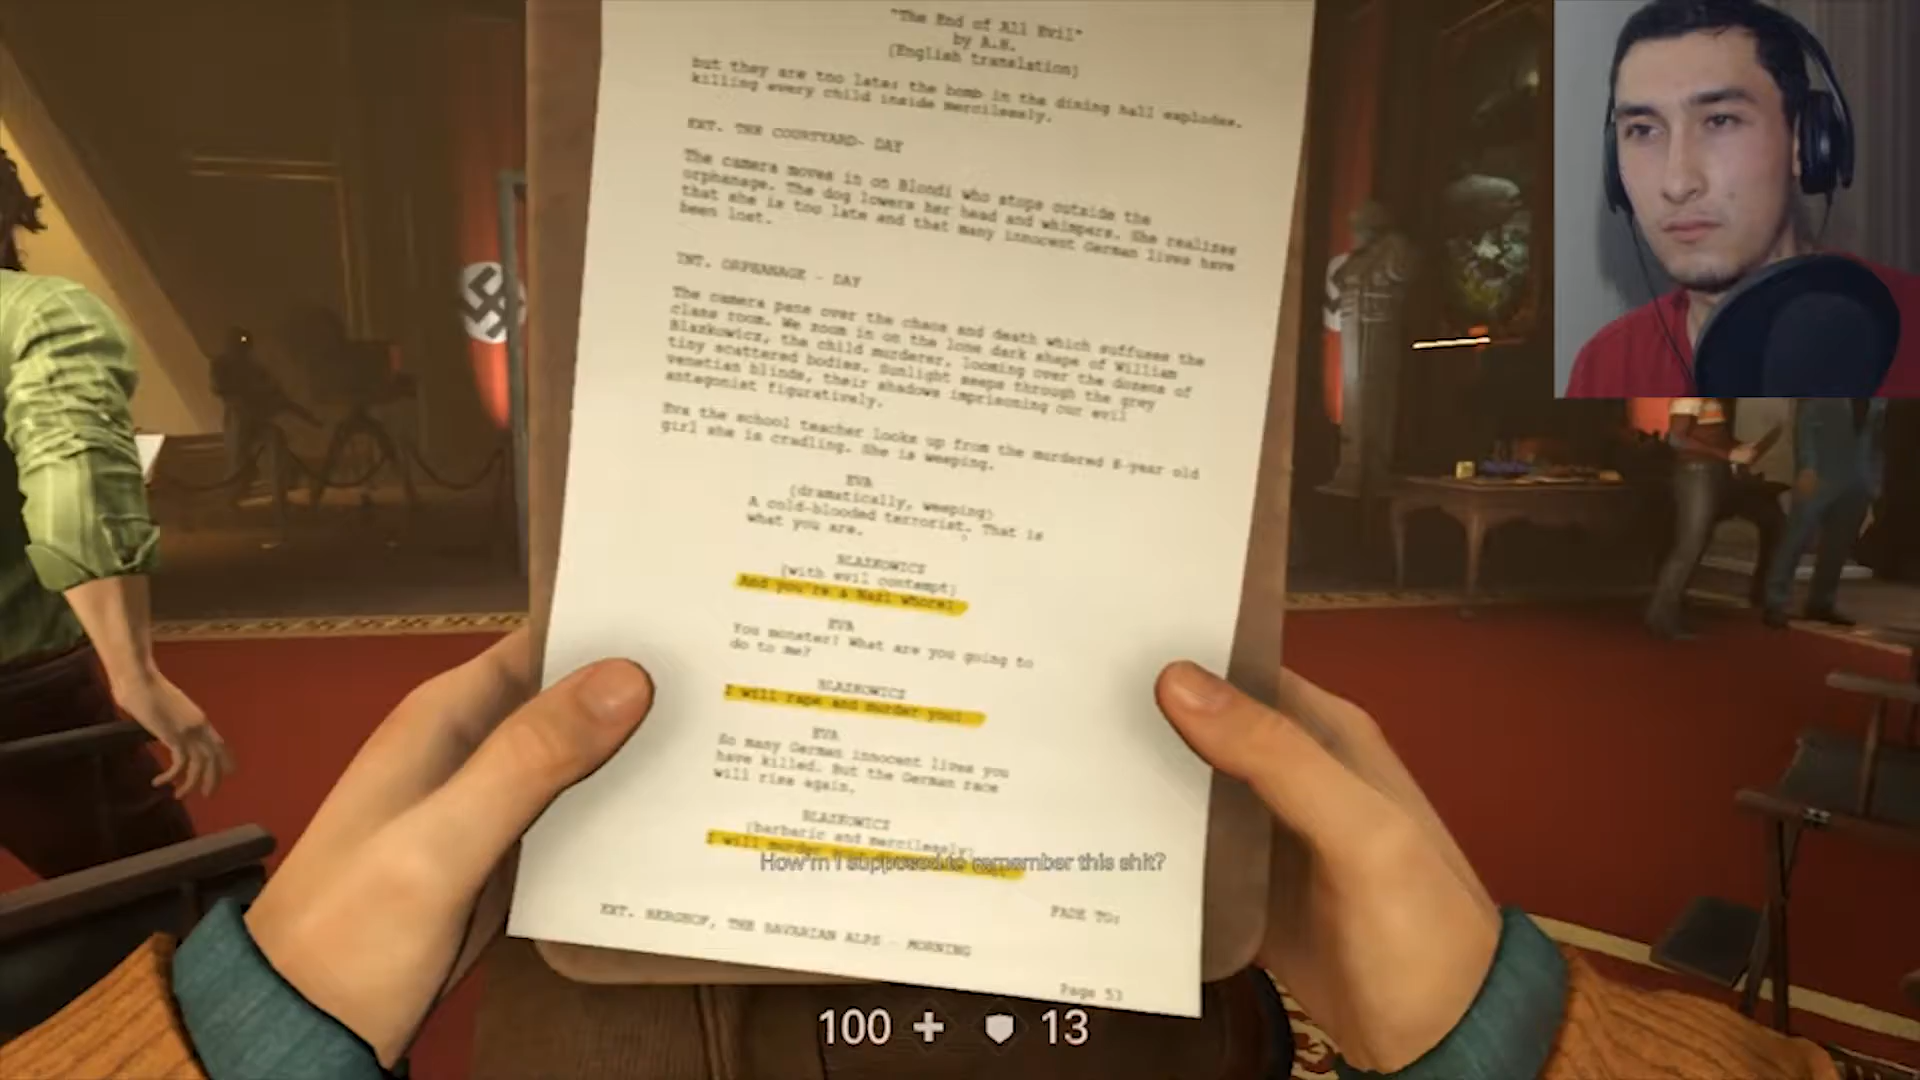 "The End of All Evil"
by A.H.
(English translation)
but they are too late: the bomb in the dining hall explodes.
killing every child inside mercilessly.
EXT. THE COURTYARD- DAY
The camera moves in on Blondi who stops outside the
orphanage. The dog lowers her head and whimpers. She realizes
that she is too late and that many innocent German lives have
been lost.
INT. ORPHANAGE - DAY
The camera pans over the chaos and death which suffuses the
class room. We zoom in on the lone dark shape of William
Blazkowicz, the child murderer, looming over the dozens of
tiny scattered bodies. Sunlight seeps through the grey
venetian blinds, their shadows imprisoning our evil
antagonist figuratively.
Eva the school teacher looks up from the murdered 8-year old
girl she is cradling. She is weeping.
EVA
(dramatically, weeping)
A cold-blooded terrorist. That is
what you are.
BLAZKOWICZ
(with evil contempt)
And you're a Nazi whore!
EVA
You monster! What are you going to
do to me?
BLAZKOWICZ
I will rape and murder you!
EVA
So many German innocent lives you
have killed. But the German race
will rise again.
BLAZKOWICZ
(barbaric and mercilessly)
I will murder
How'm I supposed to remember this shit?
FADE TO:
EXT. BERGHOF, THE BAVARIAN ALPS - MORNING
Page 53
100 13